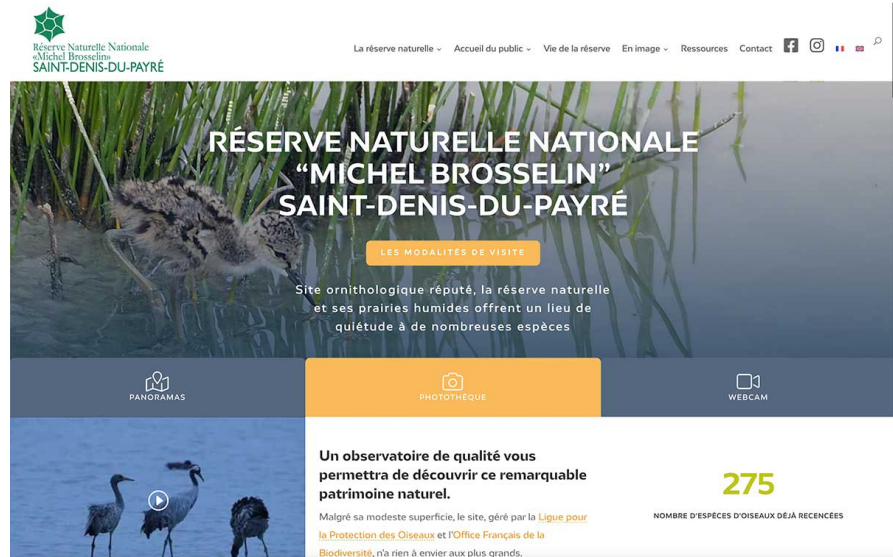 Réserve Naturelle Nationale
«Michel Brosselin»
SAINT-DENIS-DU-PAYRÉ
La réserve naturelle Accueil du public Vie de la réserve En image Ressources Contact
RÉSERVE NATURELLE NATIONALE
“MICHEL BROSSELIN”
SAINT-DENIS-DU-PAYRÉ
LES MODALITÉS DE VISITE
Site ornithologique réputé, la réserve naturelle
et ses prairies humides offrent un lieu de
quiétude à de nombreuses espèces
PANORAMAS
PHOTOTHÈQUE
WEBCAM
Un observatoire de qualité vous
permettra de découvrir ce remarquable
patrimoine naturel.
Malgré sa modeste superficie, le site, géré par la Ligue pour
la Protection des Oiseaux et l'Office Français de la
Biodiversité, n'a rien à envier aux plus grands.
275
NOMBRE D'ESPÈCES D'OISEAUX DÉJÀ RECENCÉES